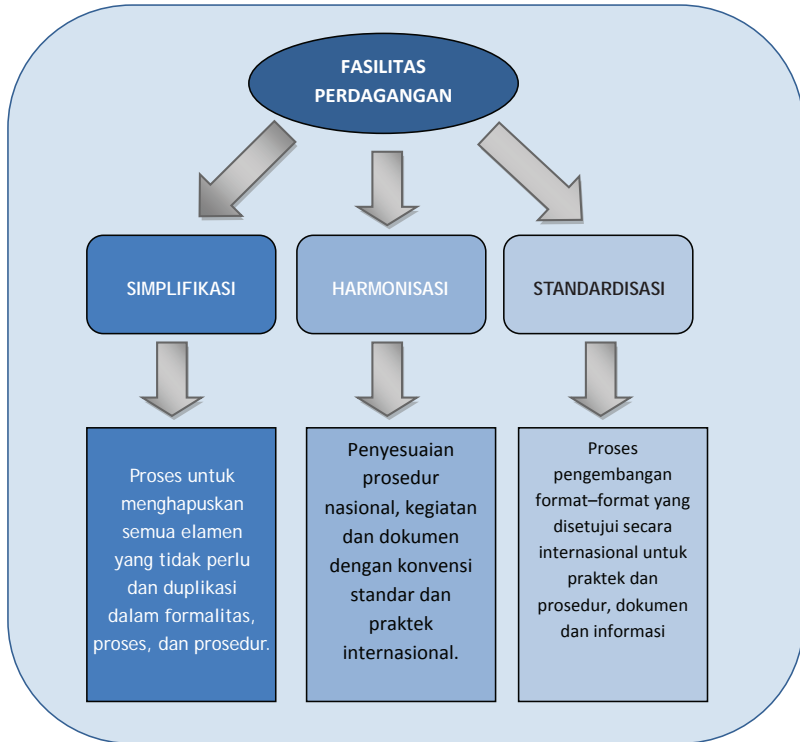 FASILITAS
PERDAGANGAN
SIMPLIFIKASI
HARMONISASI
STANDARDISASI
Proses untuk
menghapuskan
semua elamen
yang tidak perlu
dan duplikasi
dalam formalitas,
proses, dan prosedur.
Penyesuaian
prosedur
nasional, kegiatan
dan dokumen
dengan konvensi
standar dan
praktek
internasional.
Proses
pengembangan
format–format yang
disetujui secara
internasional untuk
praktek dan
prosedur, dokumen
dan informasi